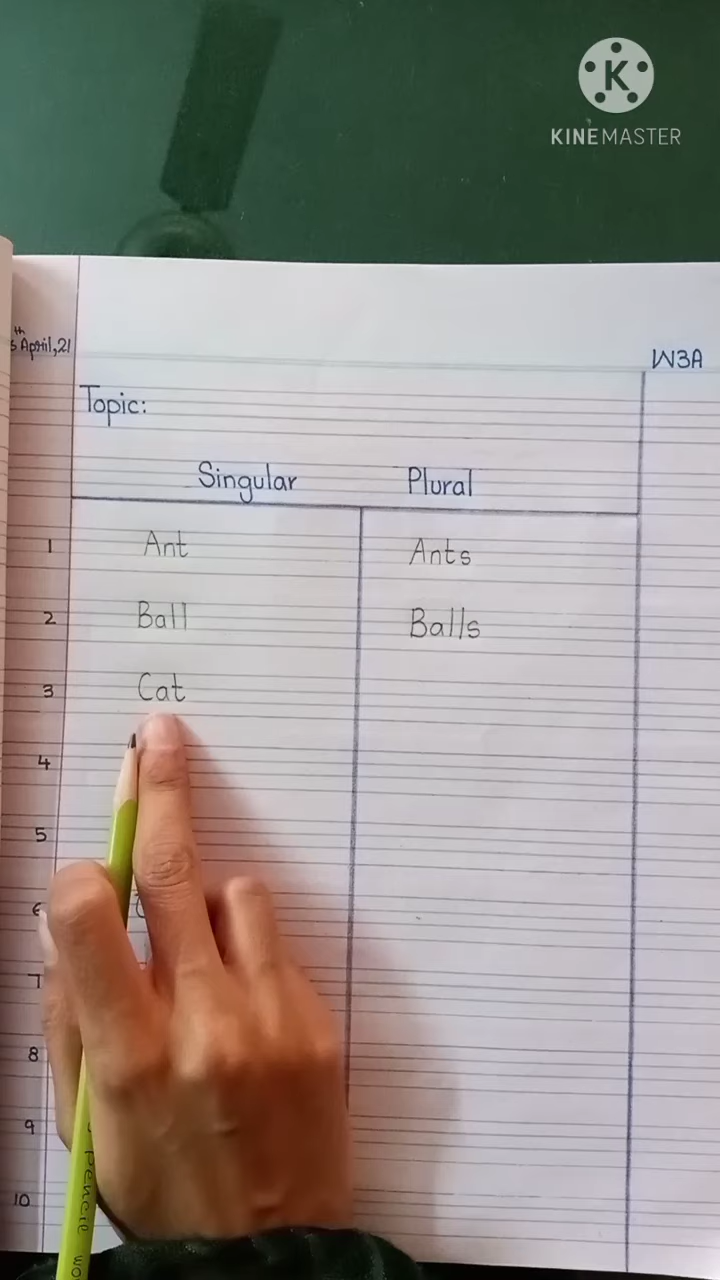 KINEMASTER
April,21
W3A
Topic:
Singular Plural
1 Ant Ants
2 Ball Balls
3 Cat
4
5
6
7
8
9
10
pencil